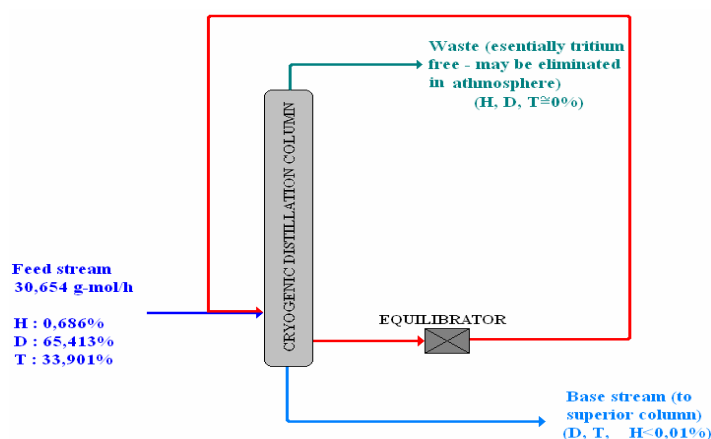 Waste (esentially tritium
free - may be eliminated
in athmosphere)
(H, D, T≅0%)
CRYOGENIC DISTILLATION COLUMN
Feed stream
30,654 g-mol/h
H : 0,686%
D : 65,413%
T : 33,901%
EQUILIBRATOR
Base stream (to
superior column)
(D, T, H<0,01%)